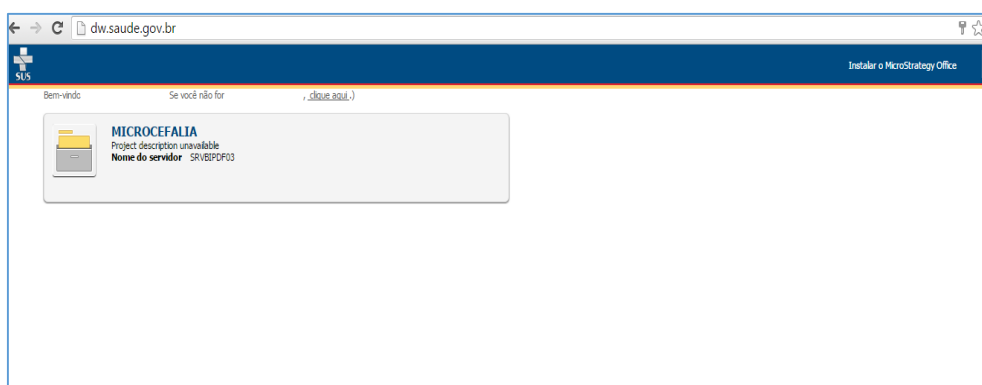 dw.saude.gov.br
SUS
Instalar o MicroStrategy Office
Bem-vindo Se você não for , clique aqui .)
MICROCEFALIA
Project description unavailable
Nome do servidor SRVBIPDF03